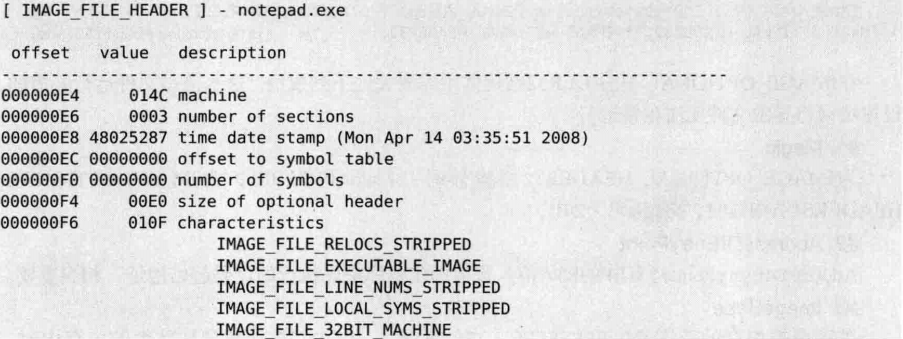 [ IMAGE_FILE_HEADER ] - notepad.exe
offset value description
000000E4 014C machine
000000E6 0003 number of sections
000000E8 48025287 time date stamp (Mon Apr 14 03:35:51 2008)
000000EC 00000000 offset to symbol table
000000F0 00000000 number of symbols
000000F4 00E0 size of optional header
000000F6 010F characteristics
IMAGE_FILE_RELOCS_STRIPPED
IMAGE_FILE_EXECUTABLE_IMAGE
IMAGE_FILE_LINE_NUMS_STRIPPED
IMAGE_FILE_LOCAL_SYMS_STRIPPED
IMAGE_FILE_32BIT_MACHINE